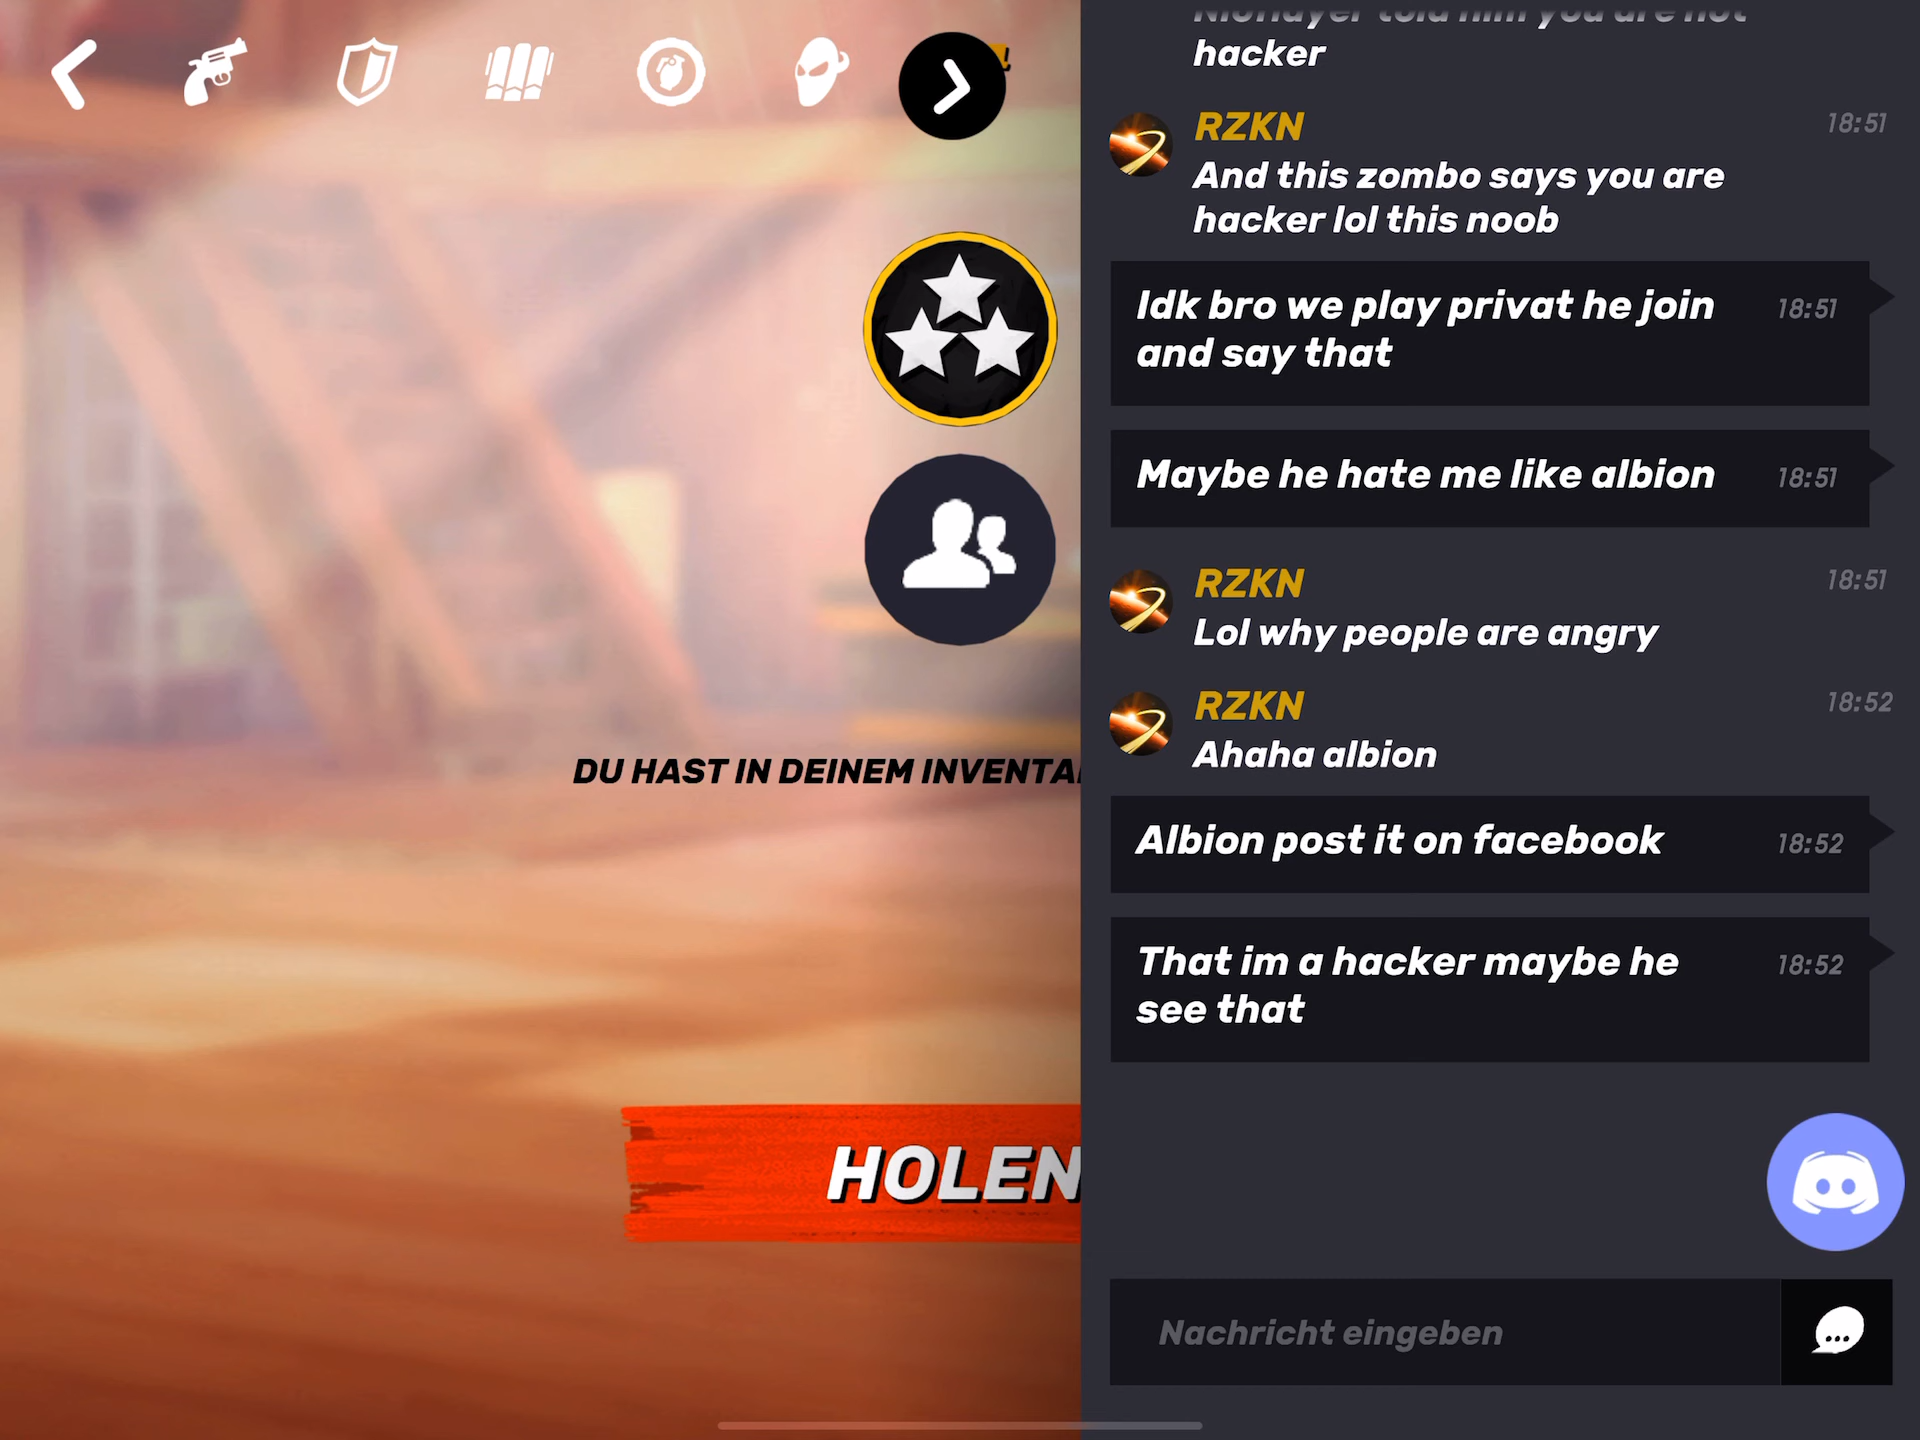 hacker
RZKN
18:51
And this zombo says you are
hacker lol this noob
Idk bro we play privat he join
18:51
and say that
Maybe he hate me like albion
18:51
RZKN
18:51
Lol why people are angry
RZKN
18:52
Ahaha albion
DU HAST IN DEINEM
Albion post it on facebook
18:52
That im a hacker maybe he
18:52
see that
HOLEN
Nachricht eingeben